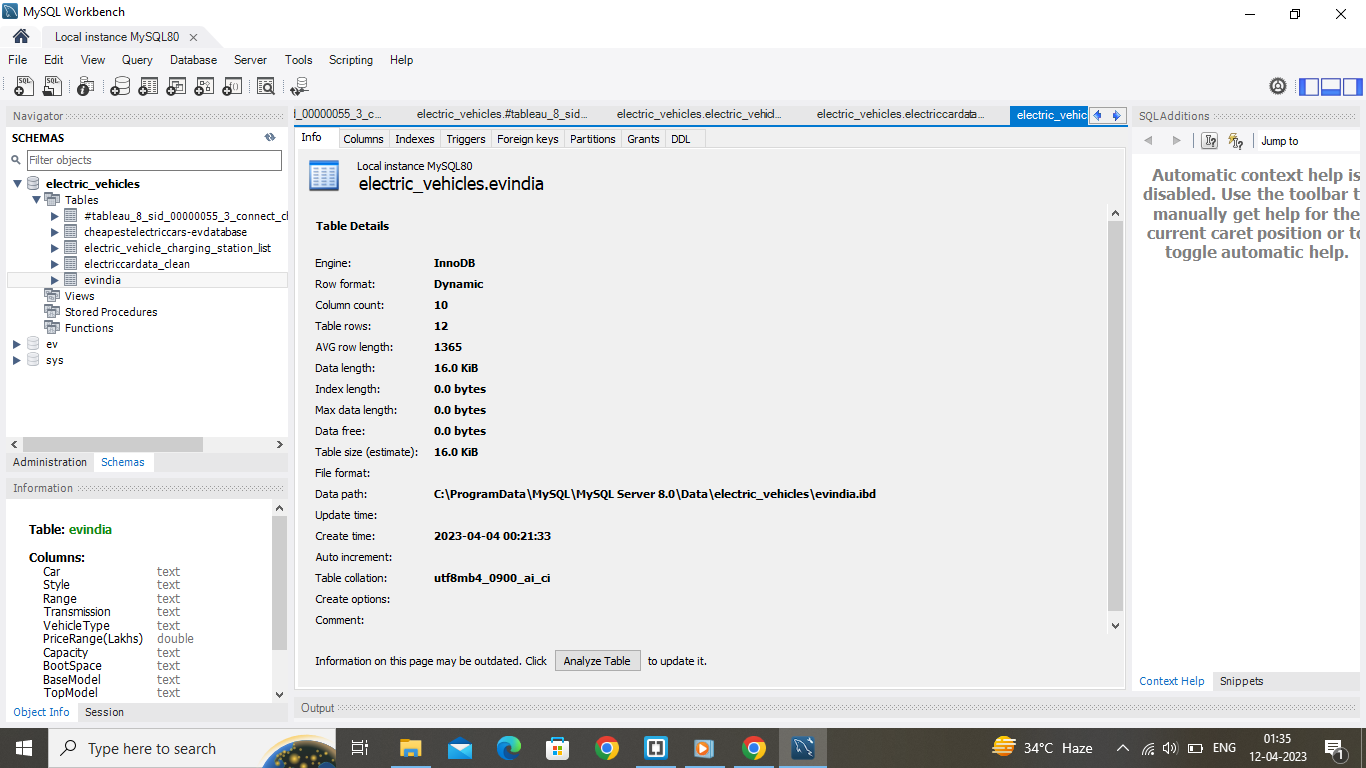 MySQL Workbench
Local instance MySQL80
File Edit View Query Database Server Tools Scripting Help
Navigator
SCHEMAS
Filter objects
electric_vehicles
Tables
#tableau_8_sid_00000055_3_connect_cl
cheapestelectriccars-evdatabase
electric_vehicle_charging_station_list
electriccardata_clean
evindia
Views
Stored Procedures
Functions
ev
sys
Administration Schemas
Information
Table: evindia
Columns:
Car text
Style text
Range text
Transmission text
VehicleType text
PriceRange(Lakhs) double
Capacity text
BootSpace text
BaseModel text
TopModel text
Object Info Session
l_00000055_3_c... electric_vehicles.#tableau_8_sid... electric_vehicles.electric_vehicl... electric_vehicles.electriccardata... electric_vehic
Info Columns Indexes Triggers Foreign keys Partitions Grants DDL
Local instance MySQL80
electric_vehicles.evindia
Table Details
Engine: InnoDB
Row format: Dynamic
Column count: 10
Table rows: 12
AVG row length: 1365
Data length: 16.0 KiB
Index length: 0.0 bytes
Max data length: 0.0 bytes
Data free: 0.0 bytes
Table size (estimate): 16.0 KiB
File format:
Data path: C:\ProgramData\MySQL\MySQL Server 8.0\Data\electric_vehicles\evindia.ibd
Update time:
Create time: 2023-04-04 00:21:33
Auto increment:
Table collation: utf8mb4_0900_ai_ci
Create options:
Comment:
Information on this page may be outdated. Click Analyze Table to update it.
Output
SQLAdditions
Jump to
Automatic context help is
disabled. Use the toolbar t
manually get help for the
current caret position or to
toggle automatic help.
Context Help Snippets
Type here to search
34°C Haze
ENG
01:35
12-04-2023
1